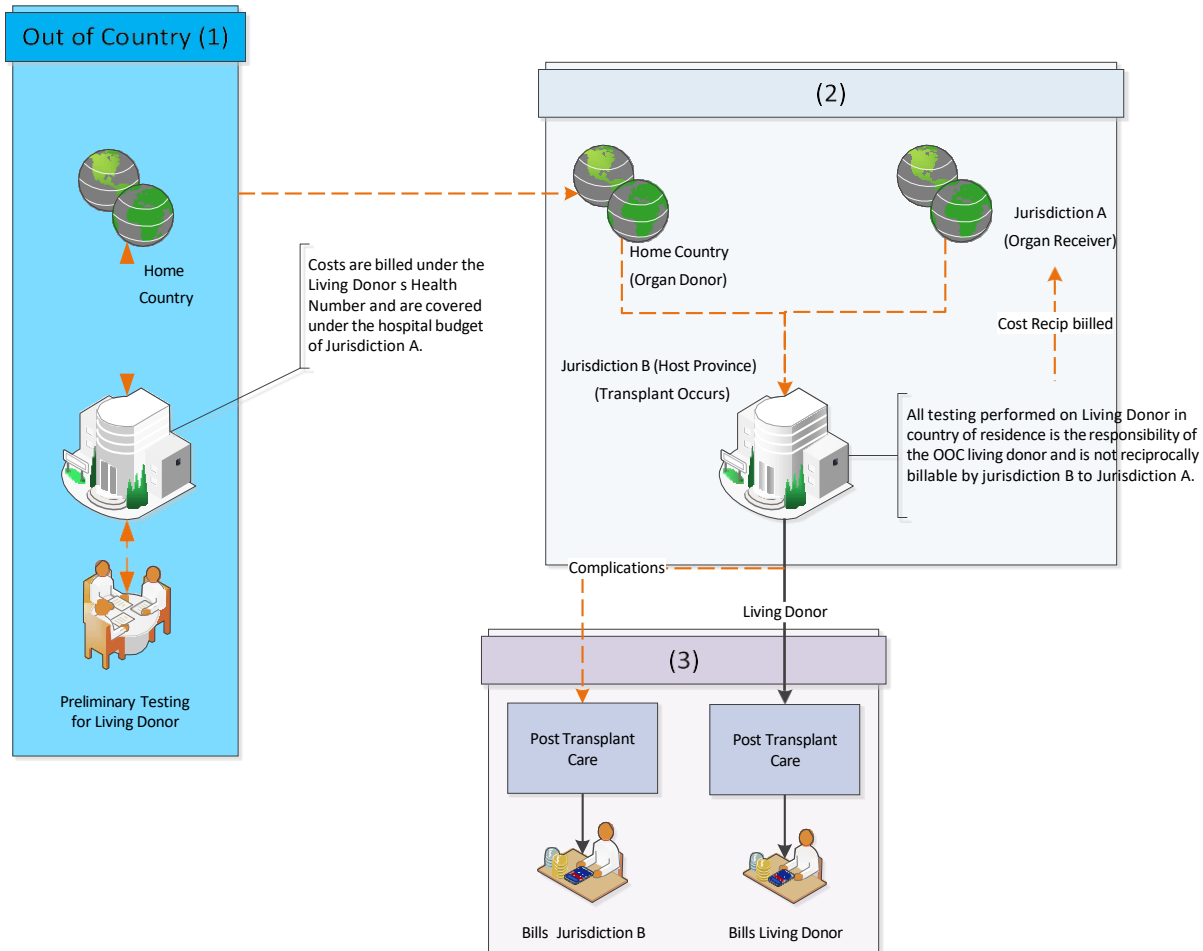 Out of Country (1)
Home
Country
Costs are billed under the
Living Donor s Health
Number and are covered
under the hospital budget
of Jurisdiction A.
Preliminary Testing
for Living Donor
(2)
Home Country
(Organ Donor)
Jurisdiction A
(Organ Receiver)
Cost Recip biilled
Jurisdiction B (Host Province)
(Transplant Occurs)
All testing performed on Living Donor in
country of residence is the responsibility of
the OOC living donor and is not reciprocally
billable by jurisdiction B to Jurisdiction A.
Complications
Living Donor
(3)
Post Transplant
Care
Post Transplant
Care
Bills Jurisdiction B
Bills Living Donor